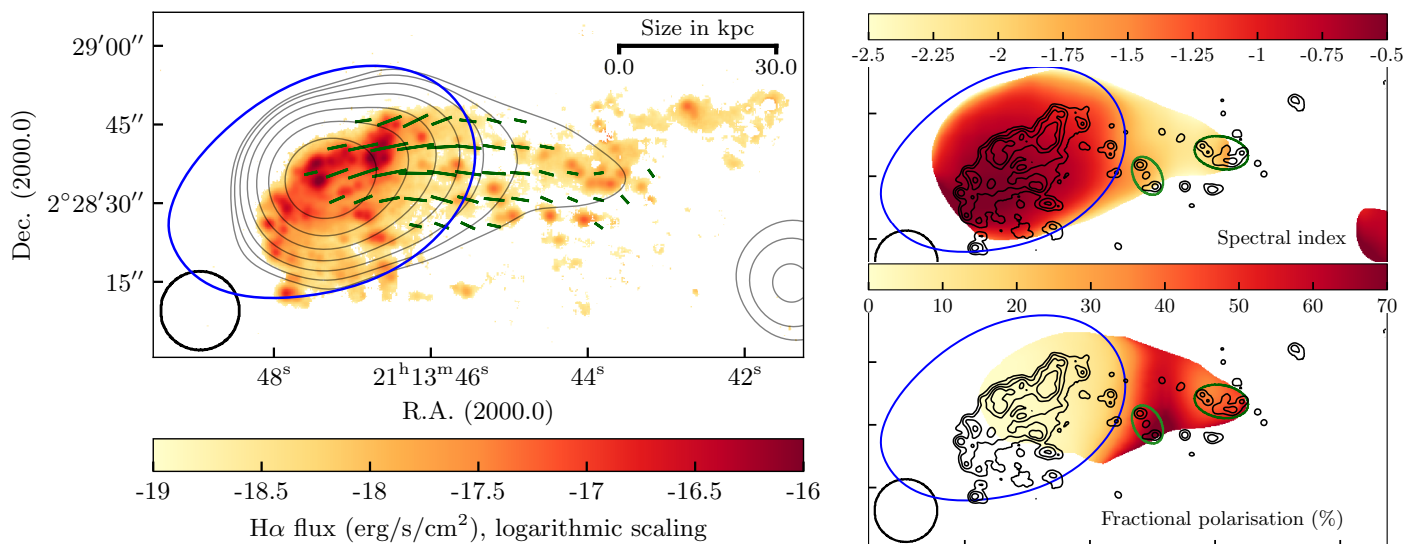 Size in kpc
0.0 30.0
29′00″
45″
2°28′30″
15″
Dec. (2000.0)
48ˢ 21ʰ13ᵐ46ˢ 44ˢ 42ˢ
R.A. (2000.0)
-19 -18.5 -18 -17.5 -17 -16.5 -16
Hα flux (erg/s/cm²), logarithmic scaling
-2.5 -2.25 -2 -1.75 -1.5 -1.25 -1 -0.75 -0.5
Spectral index
0 10 20 30 40 50 60 70
Fractional polarisation (%)